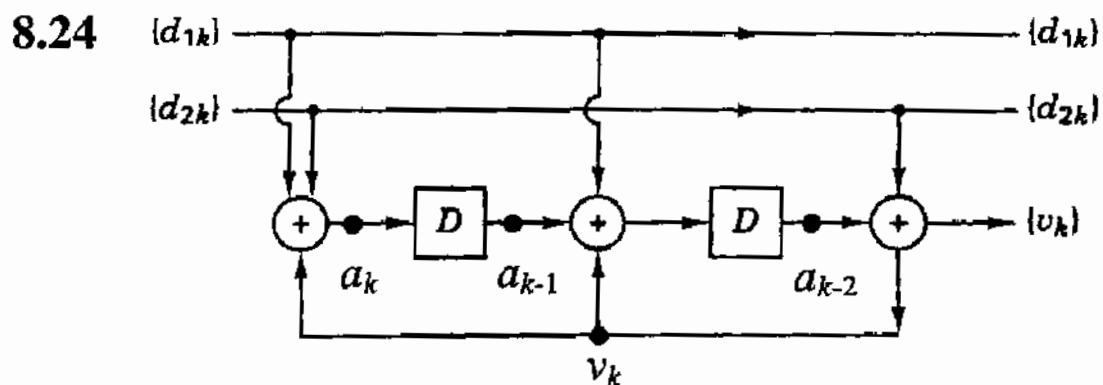 8.24 {d₁ₖ} {d₁ₖ}
{d₂ₖ} {d₂ₖ}
+ D + D + {vₖ}
aₖ aₖ₋₁ aₖ₋₂
vₖ